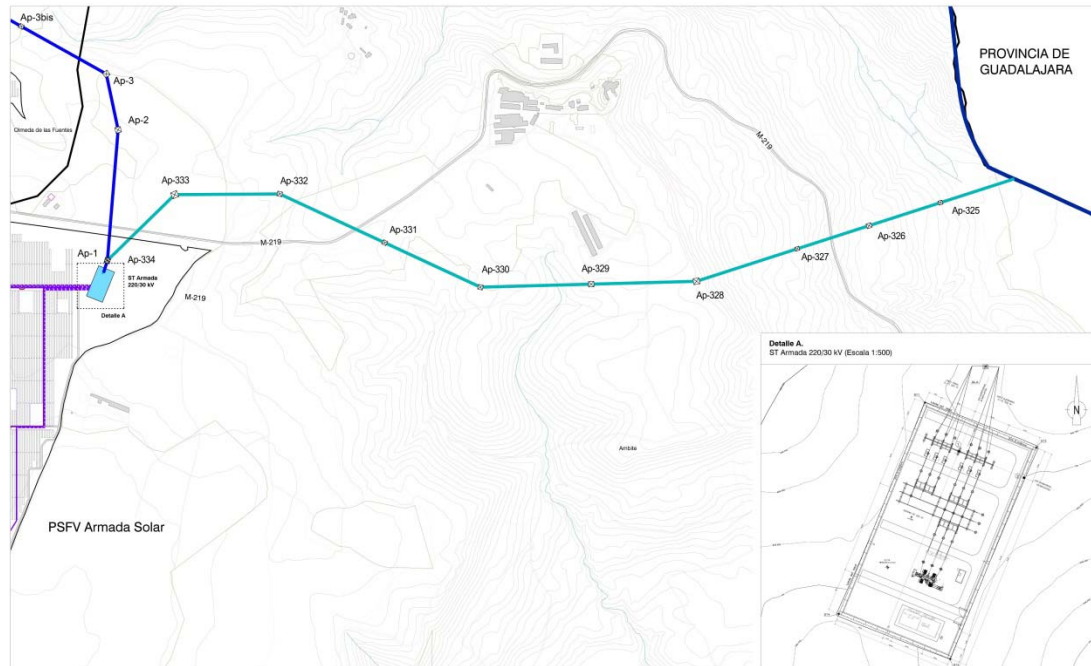 Ap-3bis
PROVINCIA DE
GUADALAJARA
Ap-3
Ap-2
Olmeda de las Fuentes
M-219
Ap-333
Ap-332
Ap-325
Ap-331
Ap-326
M-219
Ap-1
Ap-334
Ap-327
Ap-330
Ap-329
ST Armada
220/30 kV
Ap-328
M-219
Detalle A
Detalle A.
ST Armada 220/30 kV (Escala 1:500)
N
Ambite
PSFV Armada Solar